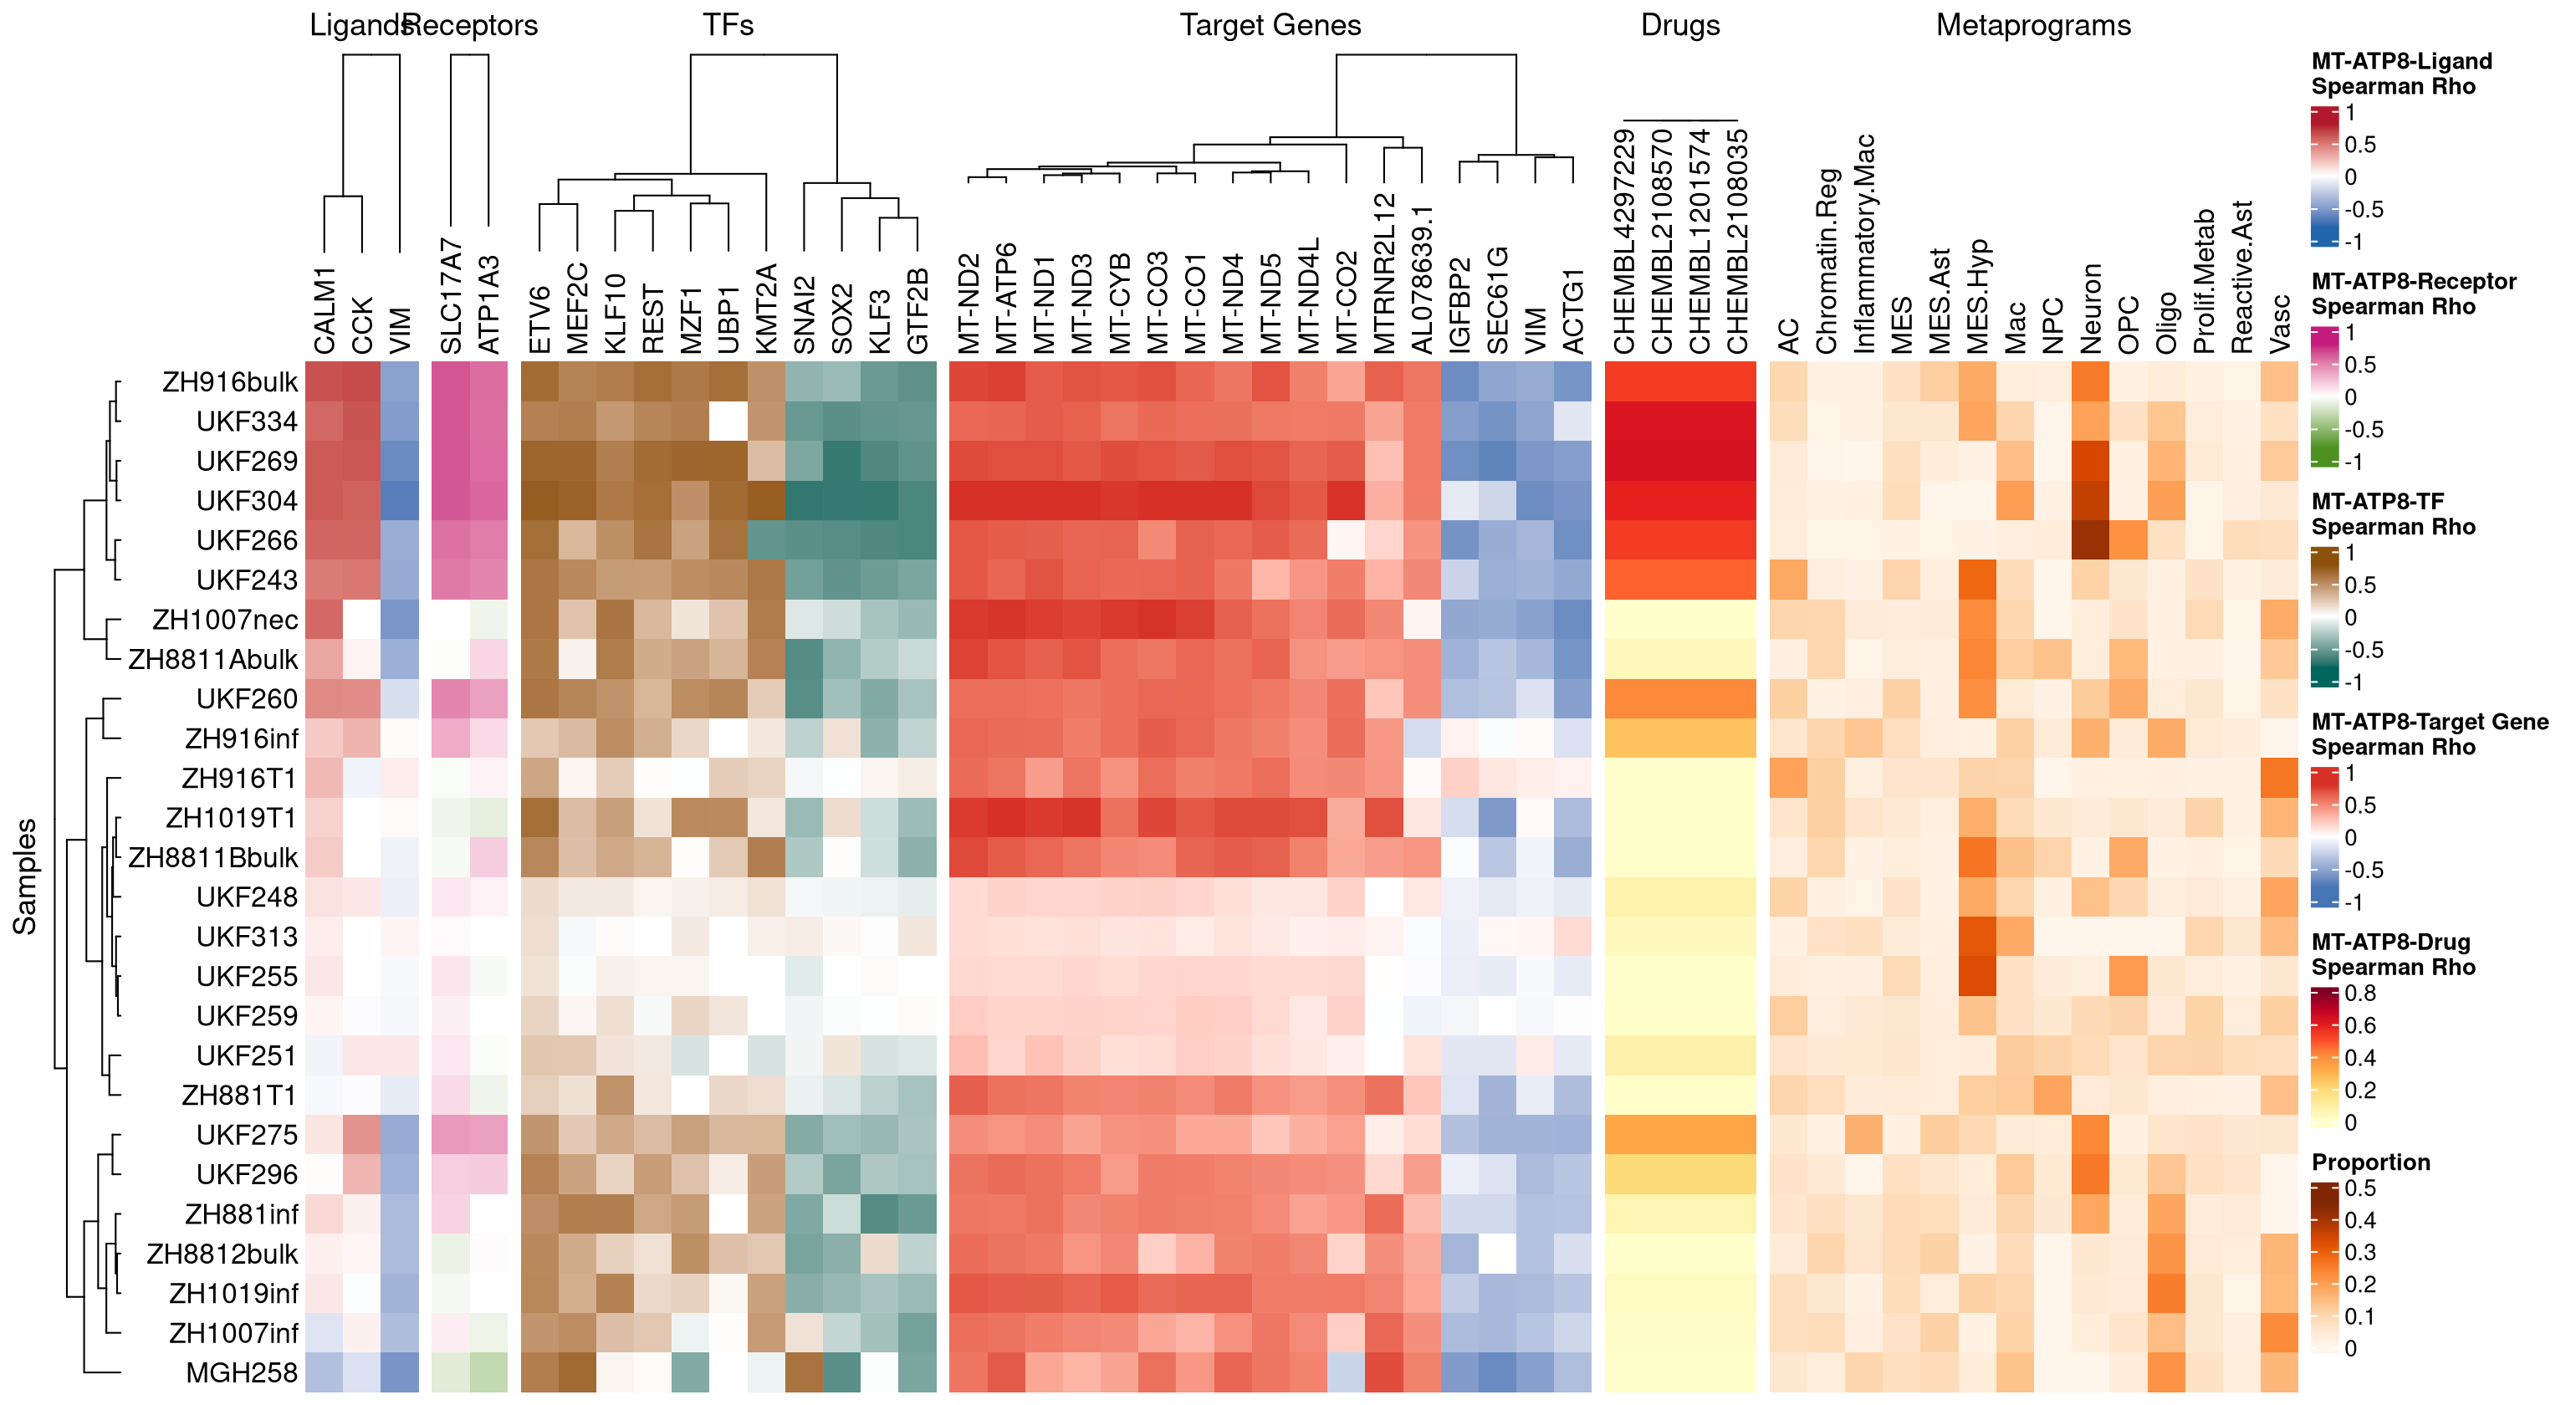 Ligands
Receptors
TFs
Target Genes
Drugs
Metaprograms
CALM1
CCK
VIM
SLC17A7
ATP1A3
ETV6
MEF2C
KLF10
REST
MZF1
UBP1
KMT2A
SNAI2
SOX2
KLF3
GTF2B
MT-ND2
MT-ATP6
MT-ND1
MT-ND3
MT-CYB
MT-CO3
MT-CO1
MT-ND4
MT-ND5
MT-ND4L
MT-CO2
MTRNR2L12
AL078639.1
IGFBP2
SEC61G
VIM
ACTG1
CHEMBL4297229
CHEMBL2108570
CHEMBL1201574
CHEMBL2108035
AC
Chromatin.Reg
Inflammatory.Mac
MES
MES.Ast
MES.Hyp
Mac
NPC
Neuron
OPC
Oligo
Prolif.Metab
Reactive.Ast
Vasc
Samples
ZH916bulk
UKF334
UKF269
UKF304
UKF266
UKF243
ZH1007nec
ZH8811Abulk
UKF260
ZH916inf
ZH916T1
ZH1019T1
ZH8811Bbulk
UKF248
UKF313
UKF255
UKF259
UKF251
ZH881T1
UKF275
UKF296
ZH881inf
ZH8812bulk
ZH1019inf
ZH1007inf
MGH258
MT-ATP8-Ligand
Spearman Rho
1
0.5
0
-0.5
-1
MT-ATP8-Receptor
Spearman Rho
1
0.5
0
-0.5
-1
MT-ATP8-TF
Spearman Rho
1
0.5
0
-0.5
-1
MT-ATP8-Target Gene
Spearman Rho
1
0.5
0
-0.5
-1
MT-ATP8-Drug
Spearman Rho
0.8
0.6
0.4
0.2
0
Proportion
0.5
0.4
0.3
0.2
0.1
0